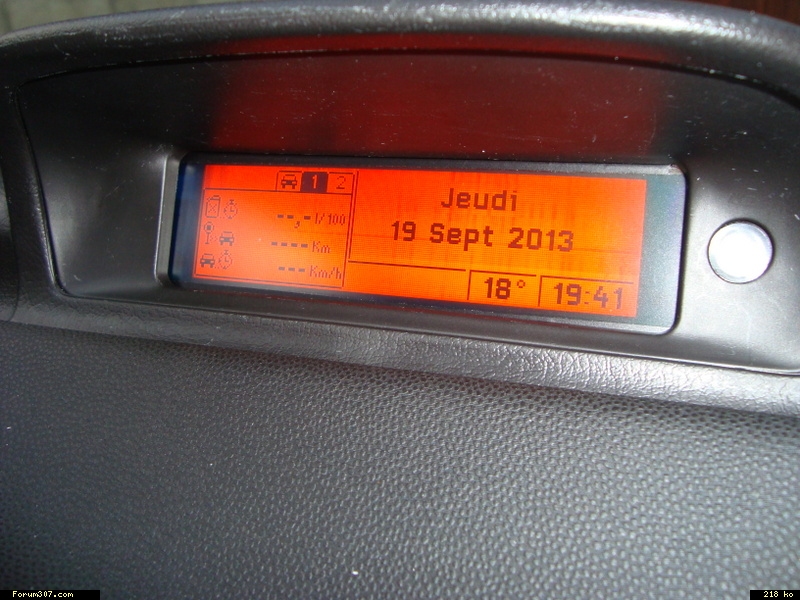 1 2
--,- l/100
---- Km
--- Km/h
Jeudi
19 Sept 2013
18° 19:41
Forum307.com
218 ko